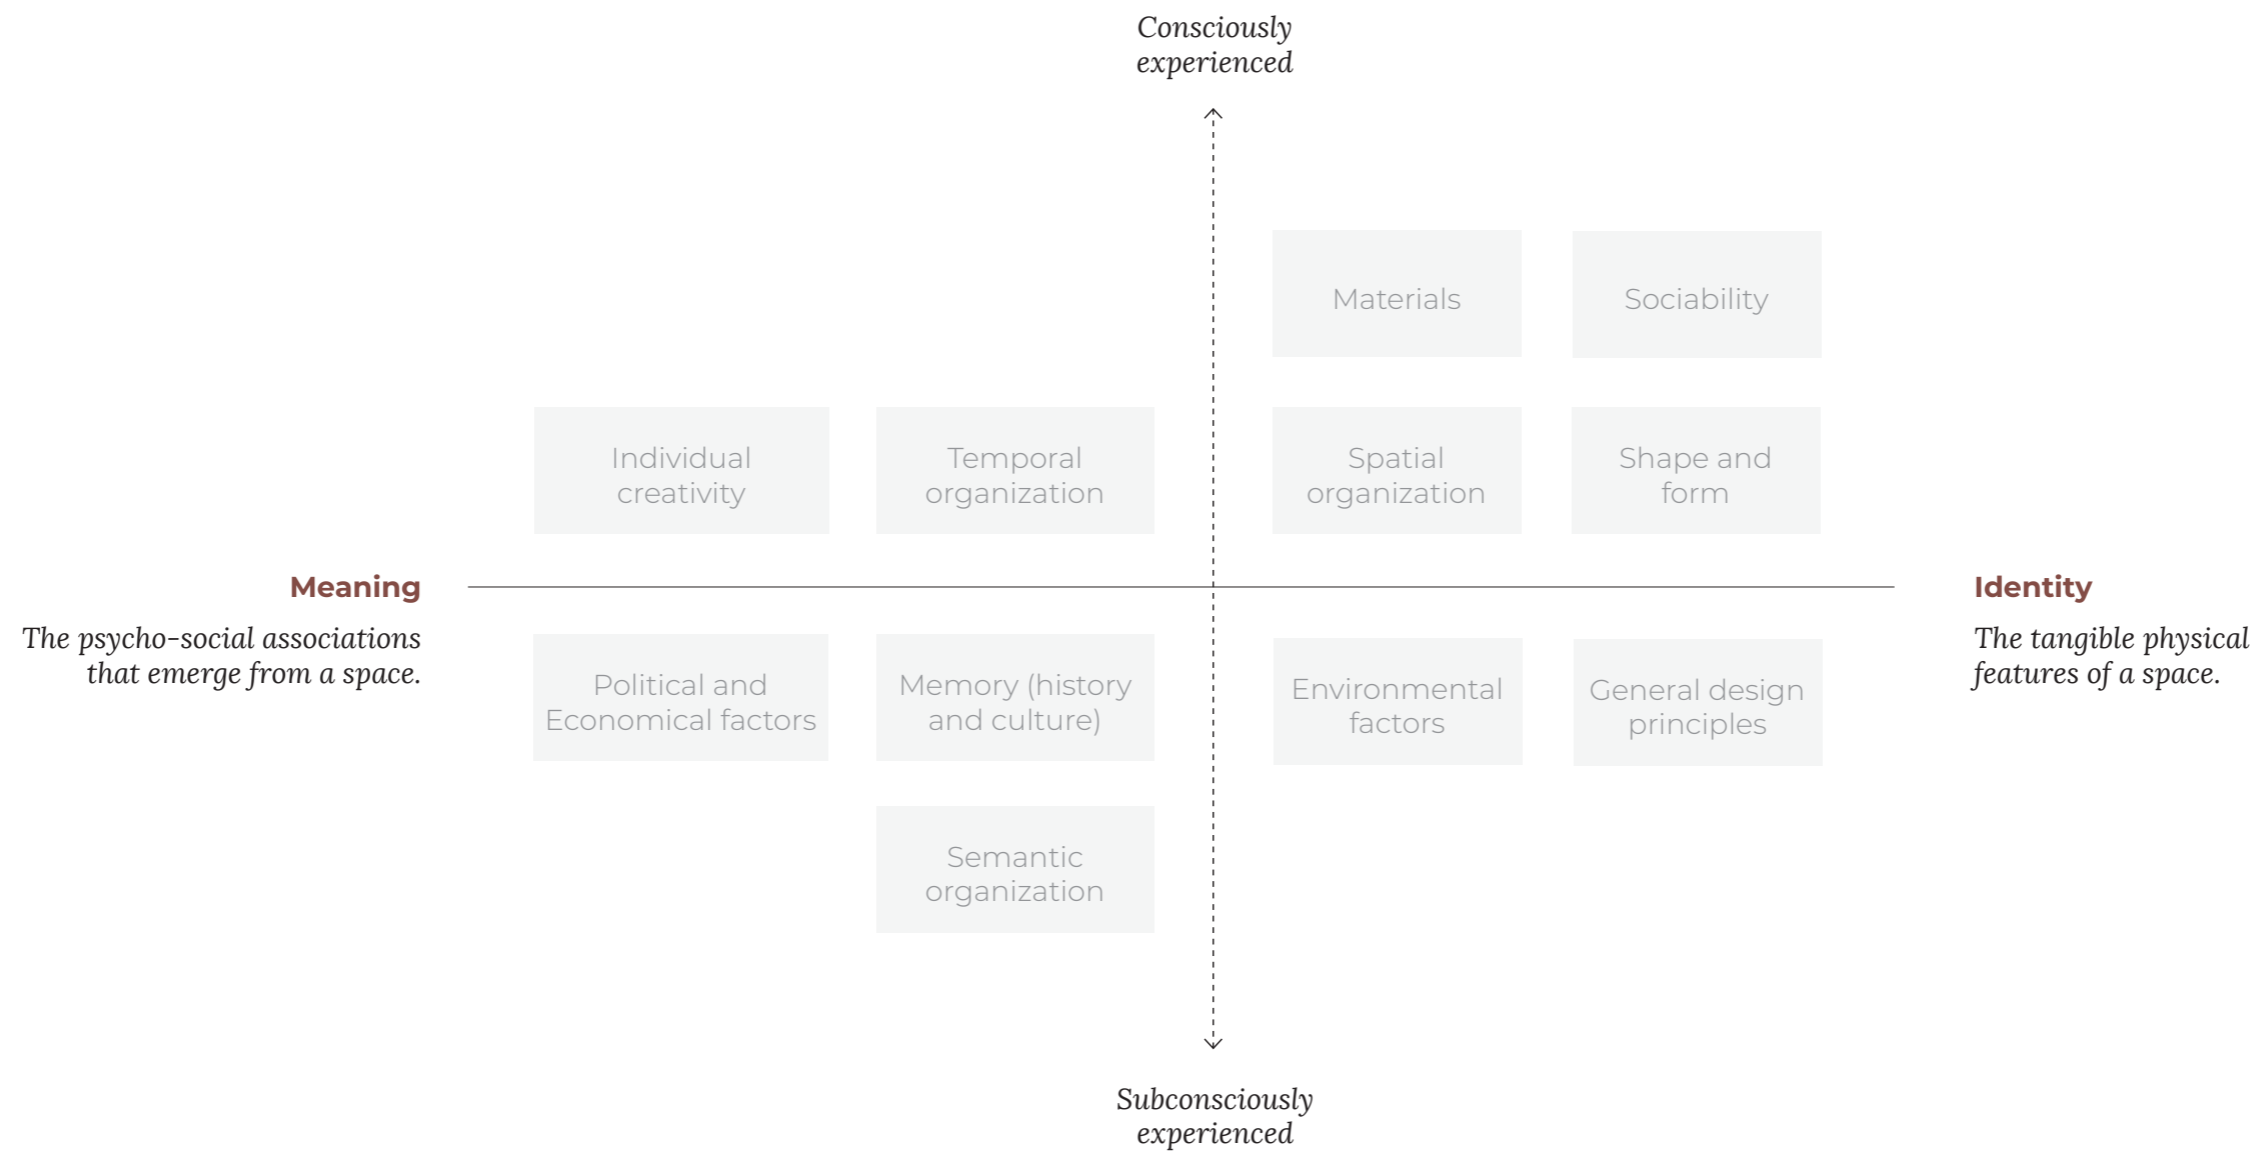 Consciously
experienced
Materials
Sociability
Individual
creativity
Temporal
organization
Spatial
organization
Shape and
form
Meaning
The psycho-social associations
that emerge from a space.
Identity
The tangible physical
features of a space.
Political and
Economical factors
Memory (history
and culture)
Environmental
factors
General design
principles
Semantic
organization
Subconsciously
experienced